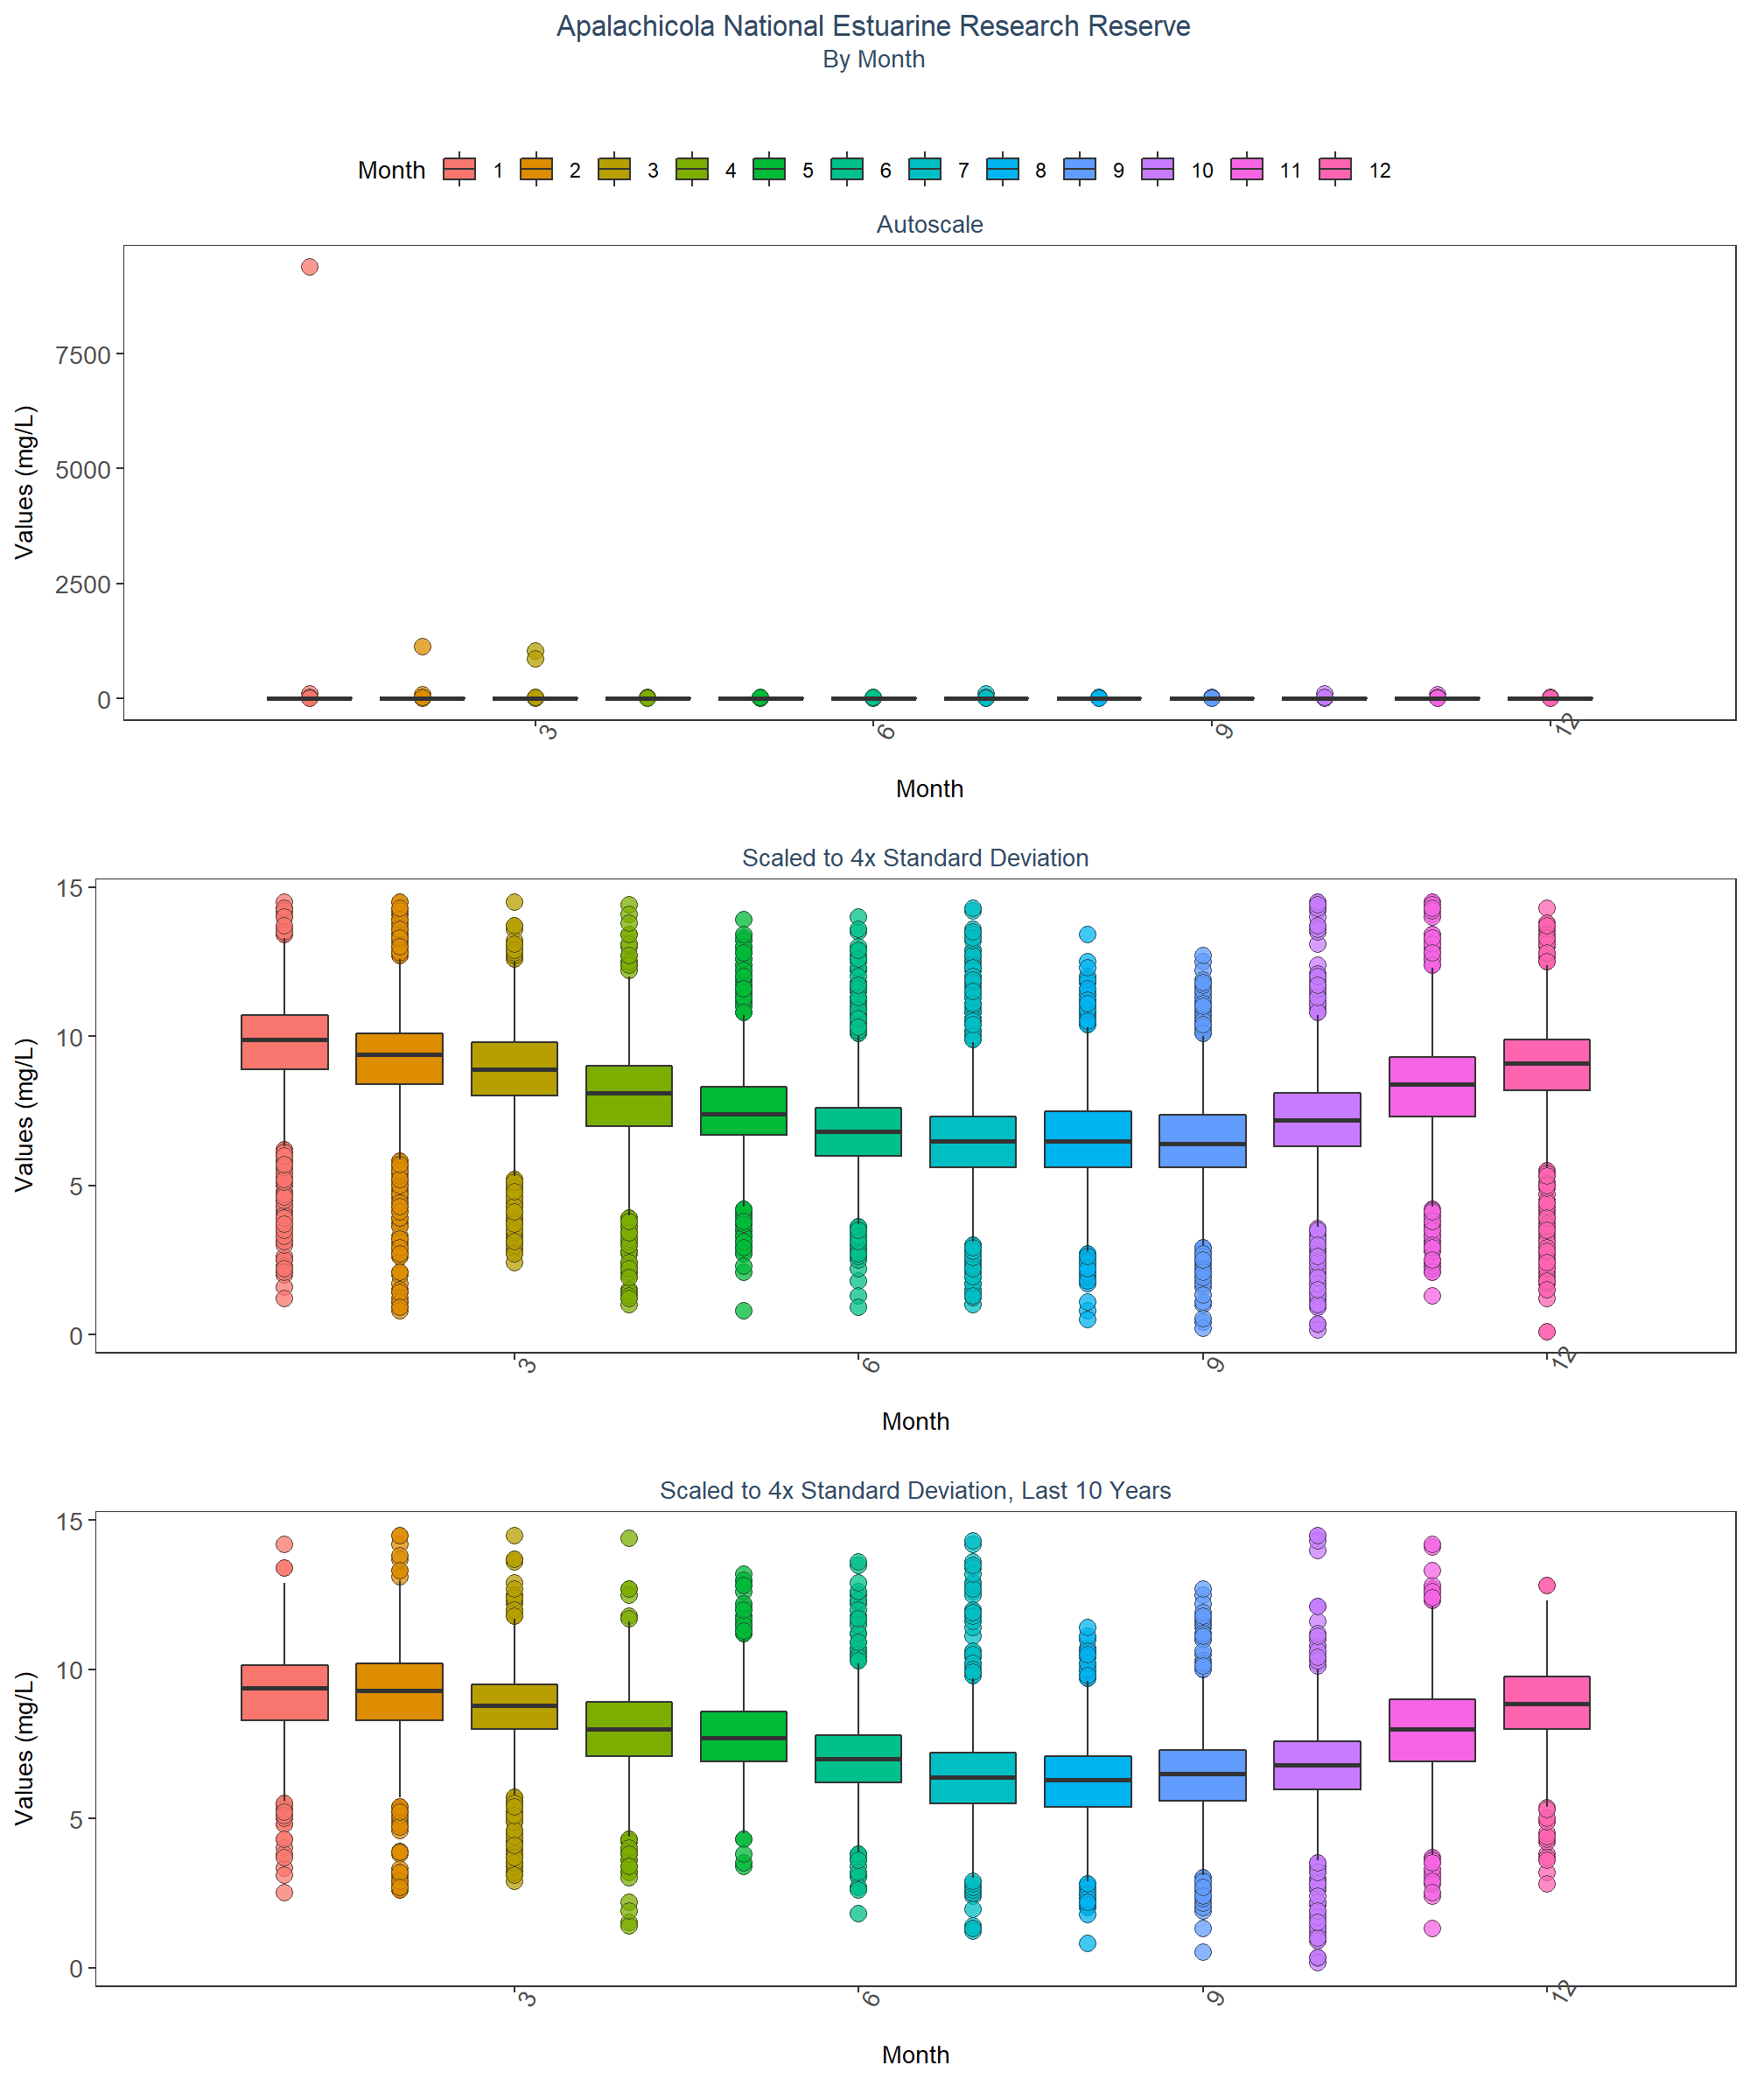 Apalachicola National Estuarine Research Reserve
By Month
Month 1 2 3 4 5 6 7 8 9 10 11 12
Autoscale
Values (mg/L)
7500
5000
2500
0
3 6 9 12
Month
Scaled to 4x Standard Deviation
Values (mg/L)
15
10
5
0
3 6 9 12
Month
Scaled to 4x Standard Deviation, Last 10 Years
Values (mg/L)
15
10
5
0
3 6 9 12
Month